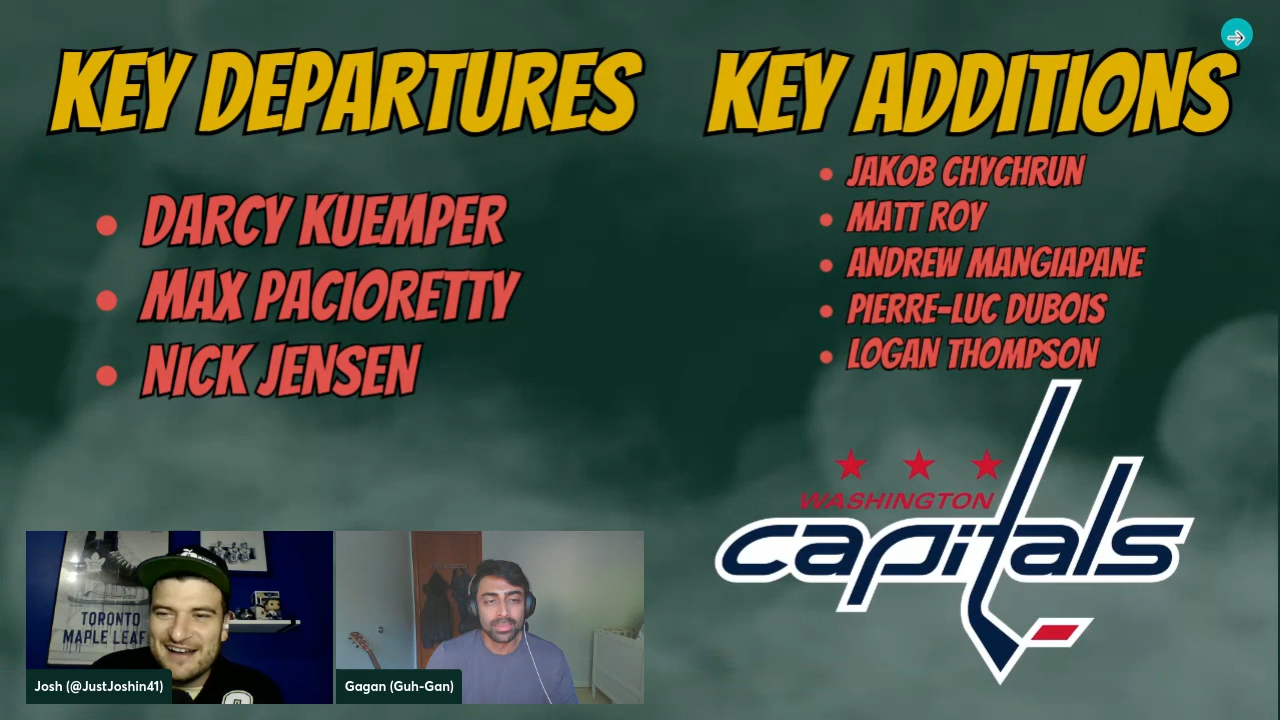 KEY DEPARTURES
DARCY KUEMPER
MAX PACIORETTY
NICK JENSEN
KEY ADDITIONS
JAKOB CHYCHRUN
MATT ROY
ANDREW MANGIAPANE
PIERRE-LUC DUBOIS
LOGAN THOMPSON
WASHINGTON
capitals
TORONTO
MAPLE LEAF
Josh (@JustJoshin41)
Gagan (Guh-Gan)